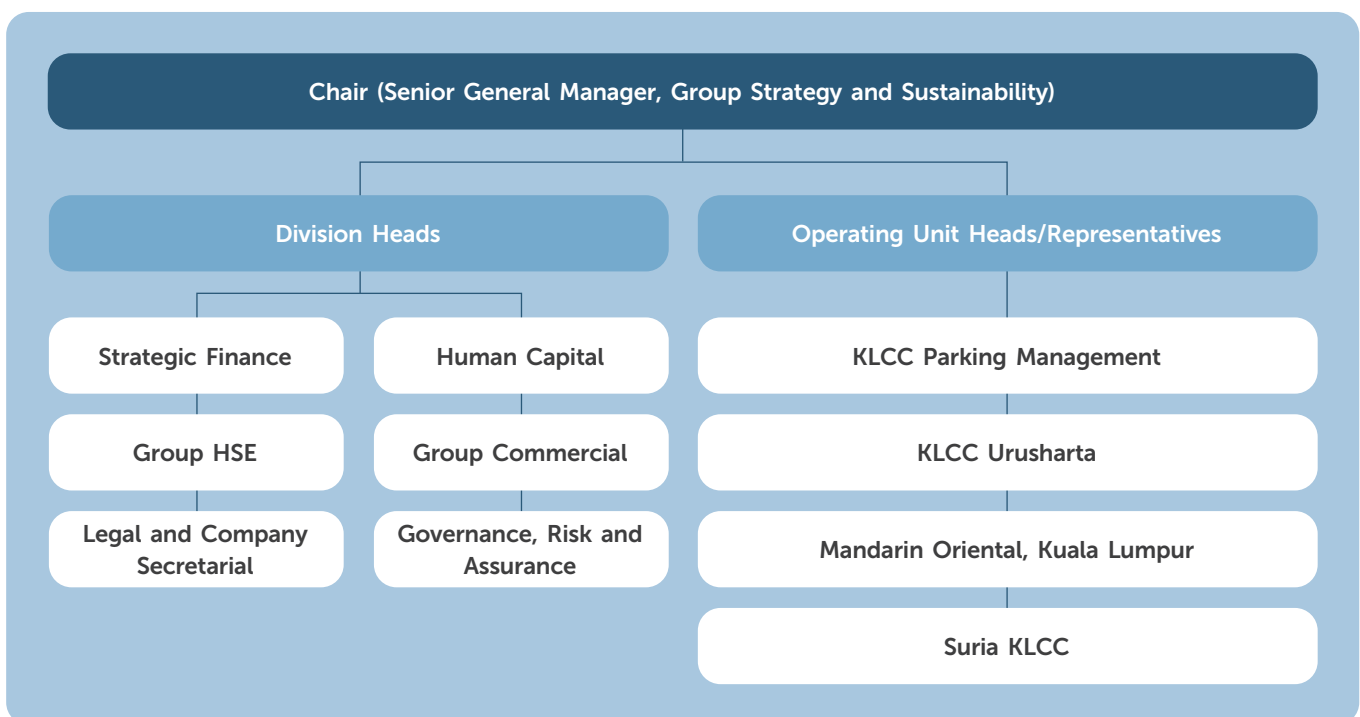 Chair (Senior General Manager, Group Strategy and Sustainability)
Division Heads
Operating Unit Heads/Representatives
Strategic Finance
Human Capital
KLCC Parking Management
Group HSE
Group Commercial
KLCC Urusharta
Legal and Company
Secretarial
Governance, Risk and
Assurance
Mandarin Oriental, Kuala Lumpur
Suria KLCC